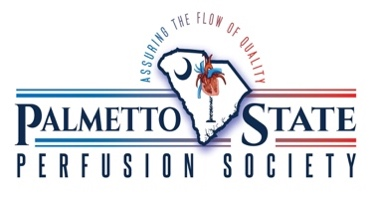 ASSURING THE FLOW OF QUALITY
PALMETTO STATE
PERFUSION SOCIETY